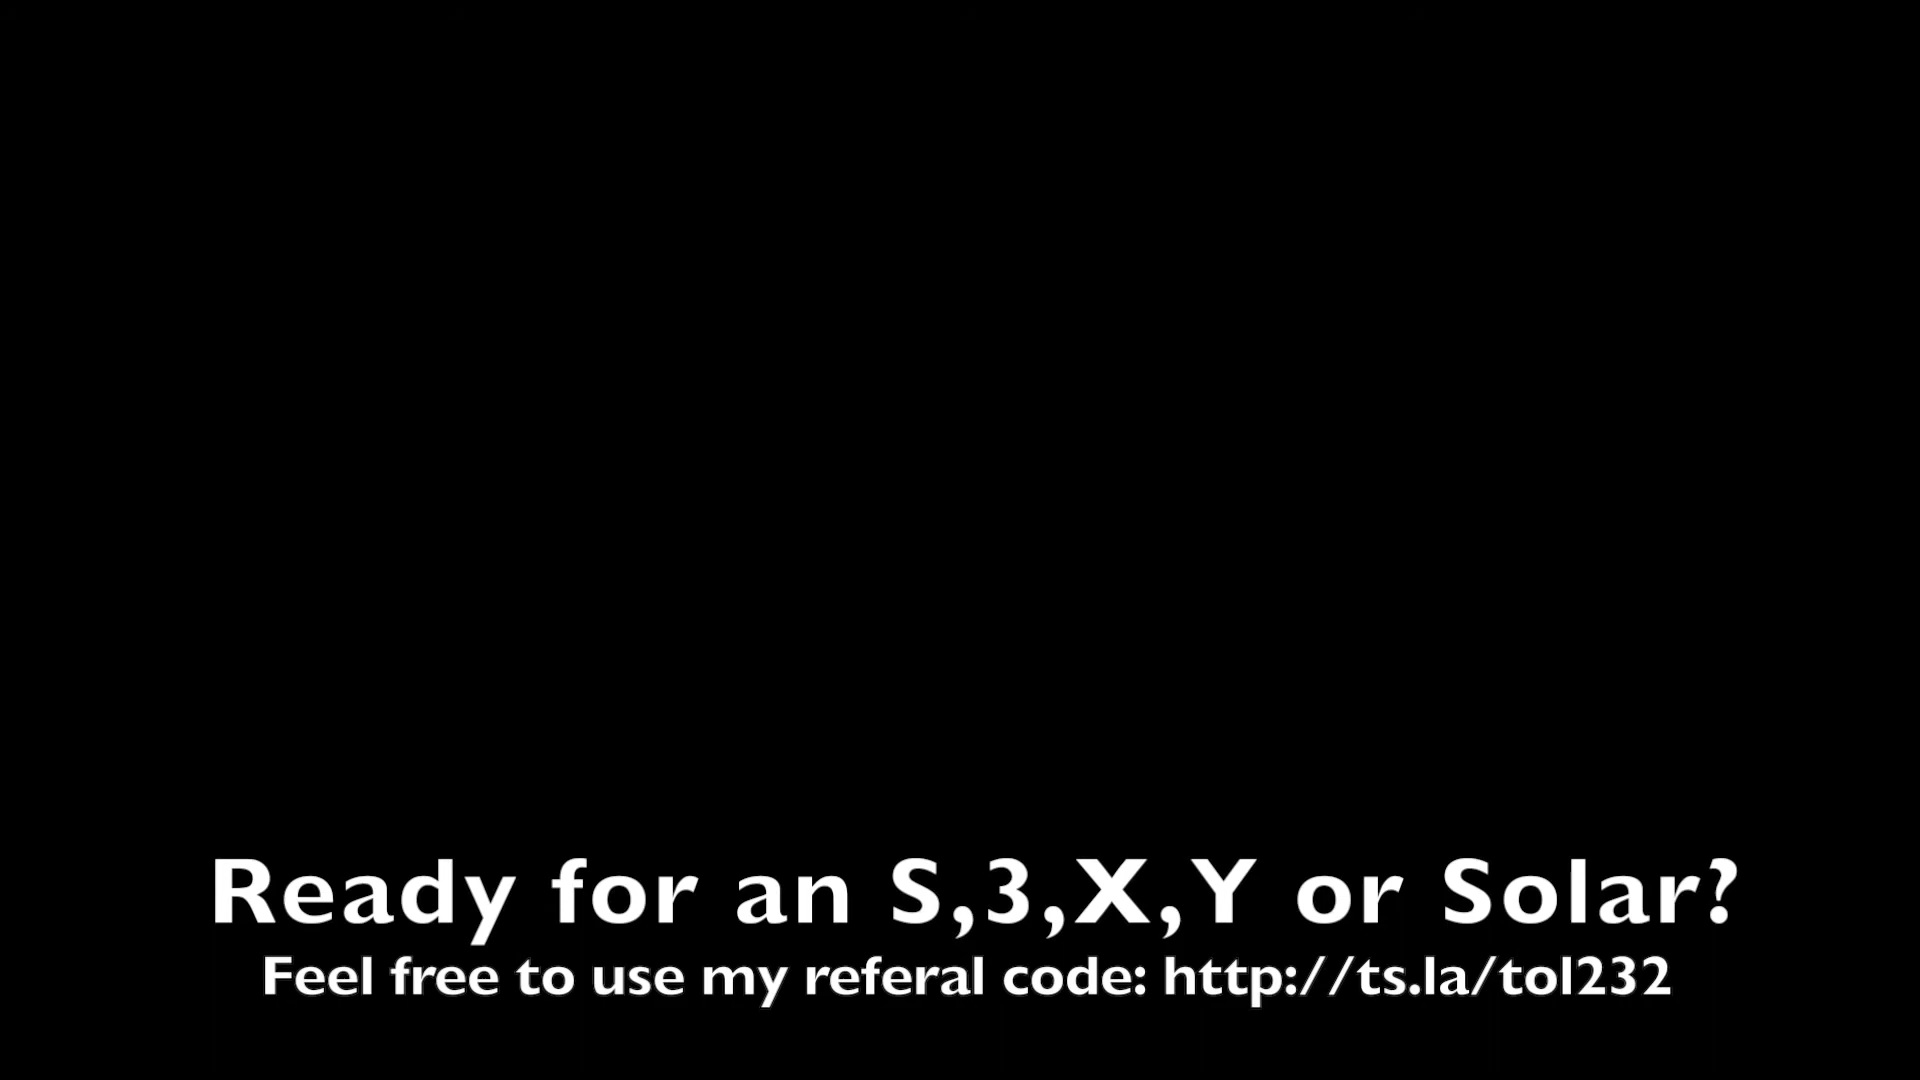 Ready for an S,3,X,Y or Solar?
Feel free to use my referal code: http://ts.la/tol232